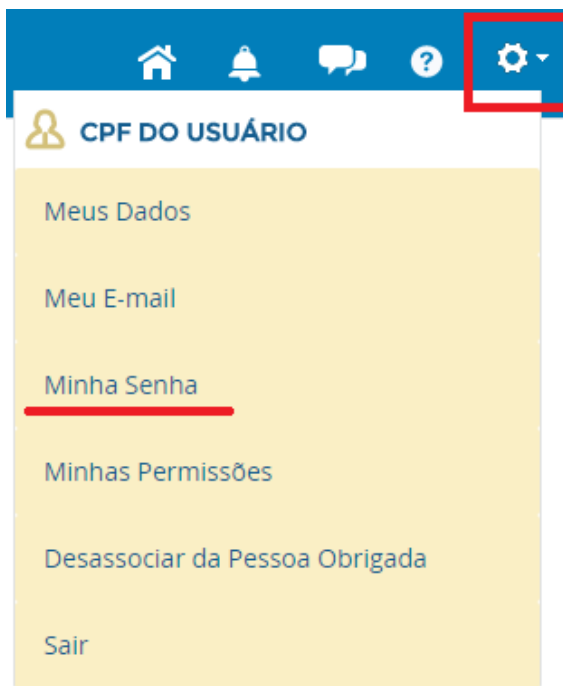 CPF DO USUÁRIO
Meus Dados
Meu E-mail
Minha Senha
Minhas Permissões
Desassociar da Pessoa Obrigada
Sair